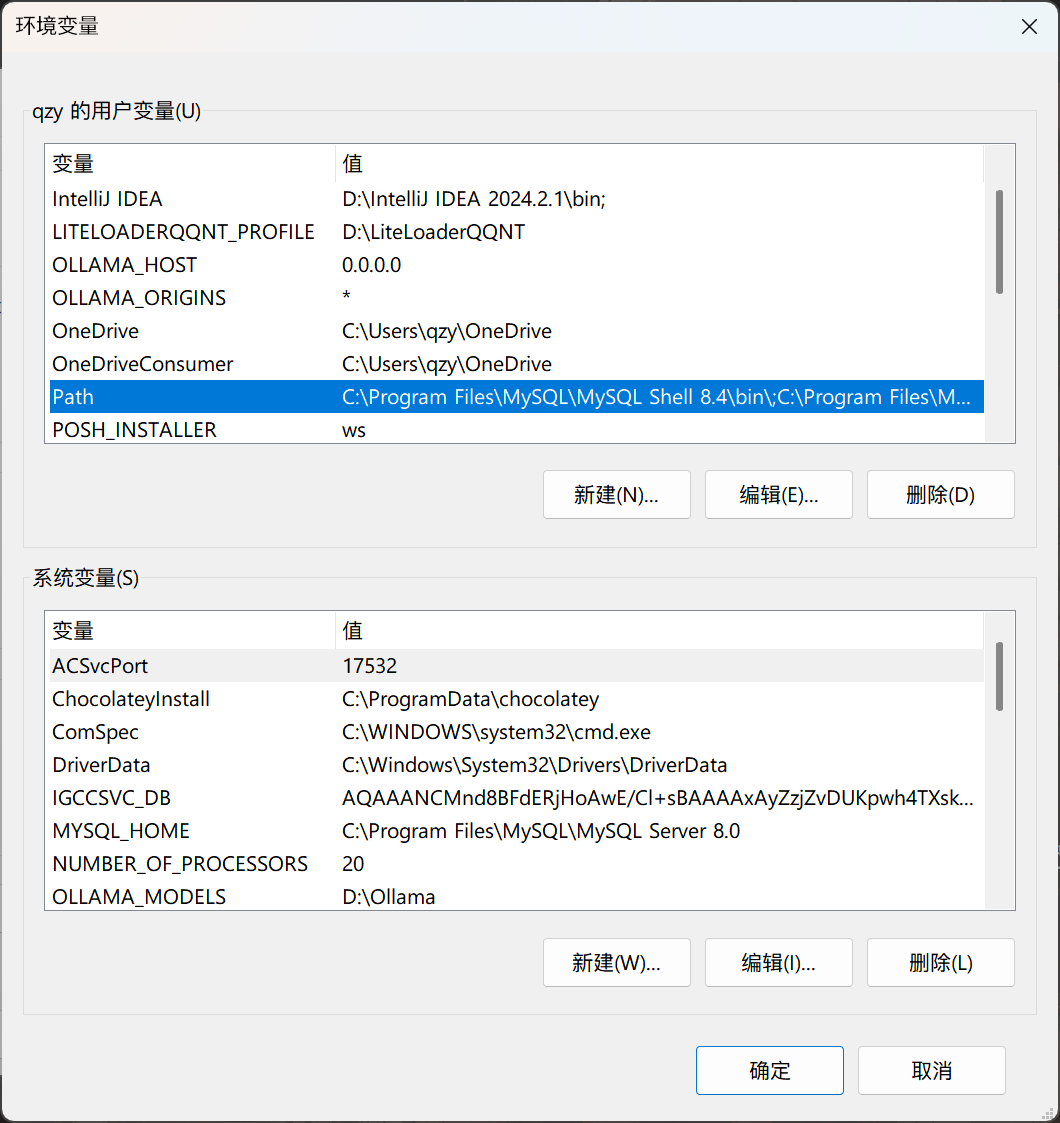 环境变量
qzy 的用户变量(U)
变量 值
IntelliJ IDEA D:\IntelliJ IDEA 2024.2.1\bin;
LITELOADERQQNT_PROFILE D:\LiteLoaderQQNT
OLLAMA_HOST 0.0.0.0
OLLAMA_ORIGINS *
OneDrive C:\Users\qzy\OneDrive
OneDriveConsumer C:\Users\qzy\OneDrive
Path C:\Program Files\MySQL\MySQL Shell 8.4\bin\;C:\Program Files\M...
POSH_INSTALLER ws
新建(N)... 编辑(E)... 删除(D)
系统变量(S)
变量 值
ACSvcPort 17532
ChocolateyInstall C:\ProgramData\chocolatey
ComSpec C:\WINDOWS\system32\cmd.exe
DriverData C:\Windows\System32\Drivers\DriverData
IGCCSVC_DB AQAAANCMnd8BFdERjHoAwE/Cl+sBAAAAxAyZzjZvDUKpwh4TXsk...
MYSQL_HOME C:\Program Files\MySQL\MySQL Server 8.0
NUMBER_OF_PROCESSORS 20
OLLAMA_MODELS D:\Ollama
新建(W)... 编辑(I)... 删除(L)
确定 取消